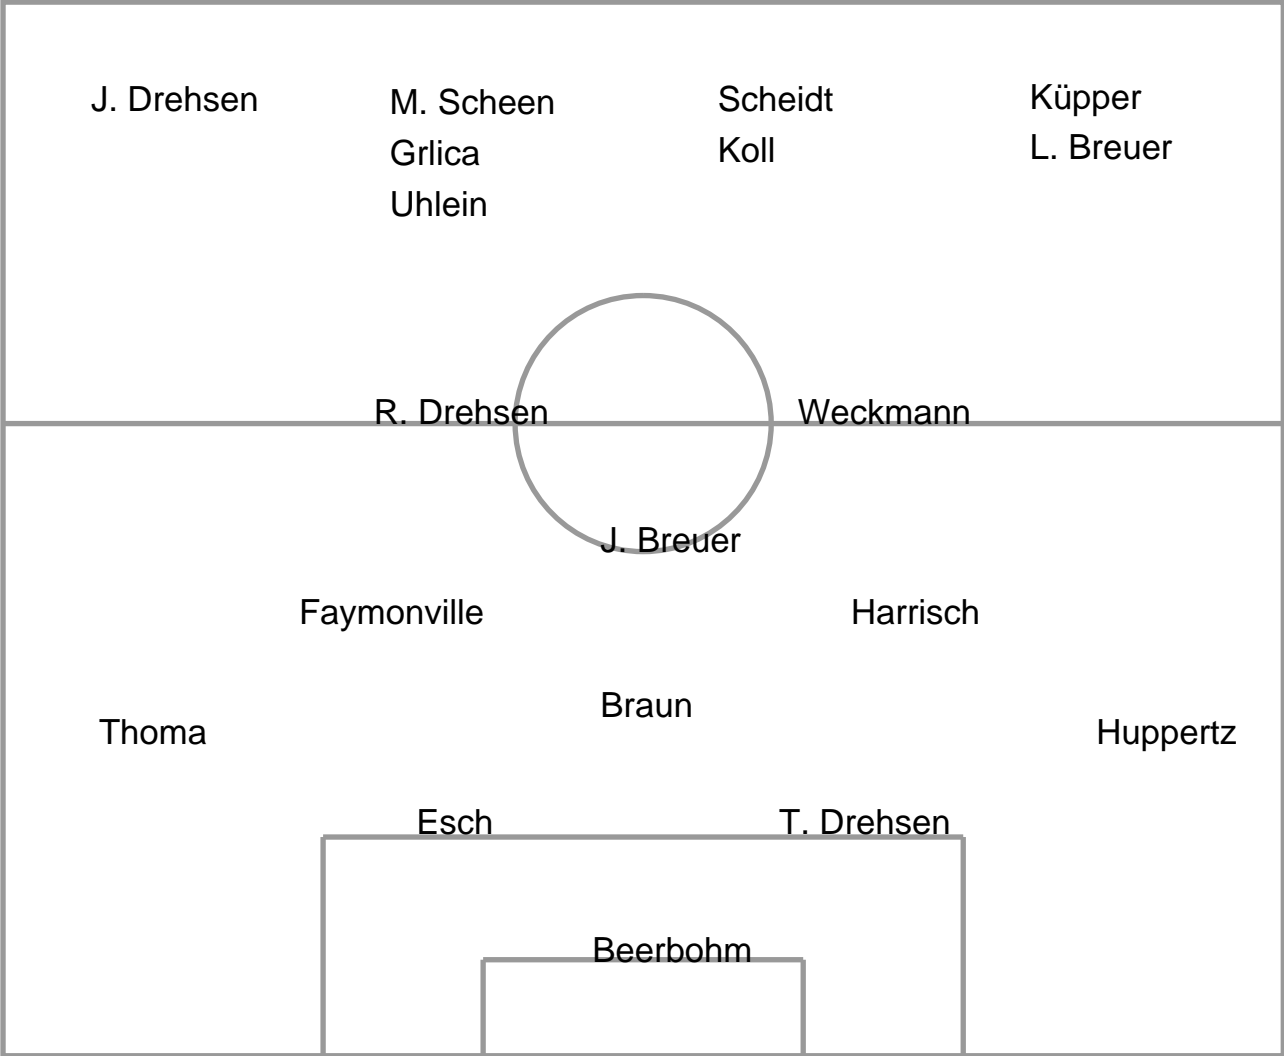 J. Drehsen
M. Scheen
Grlica
Uhlein
Scheidt
Koll
Küpper
L. Breuer
R. Drehsen
Weckmann
J. Breuer
Faymonville
Harrisch
Braun
Thoma
Huppertz
Esch
T. Drehsen
Beerbohm